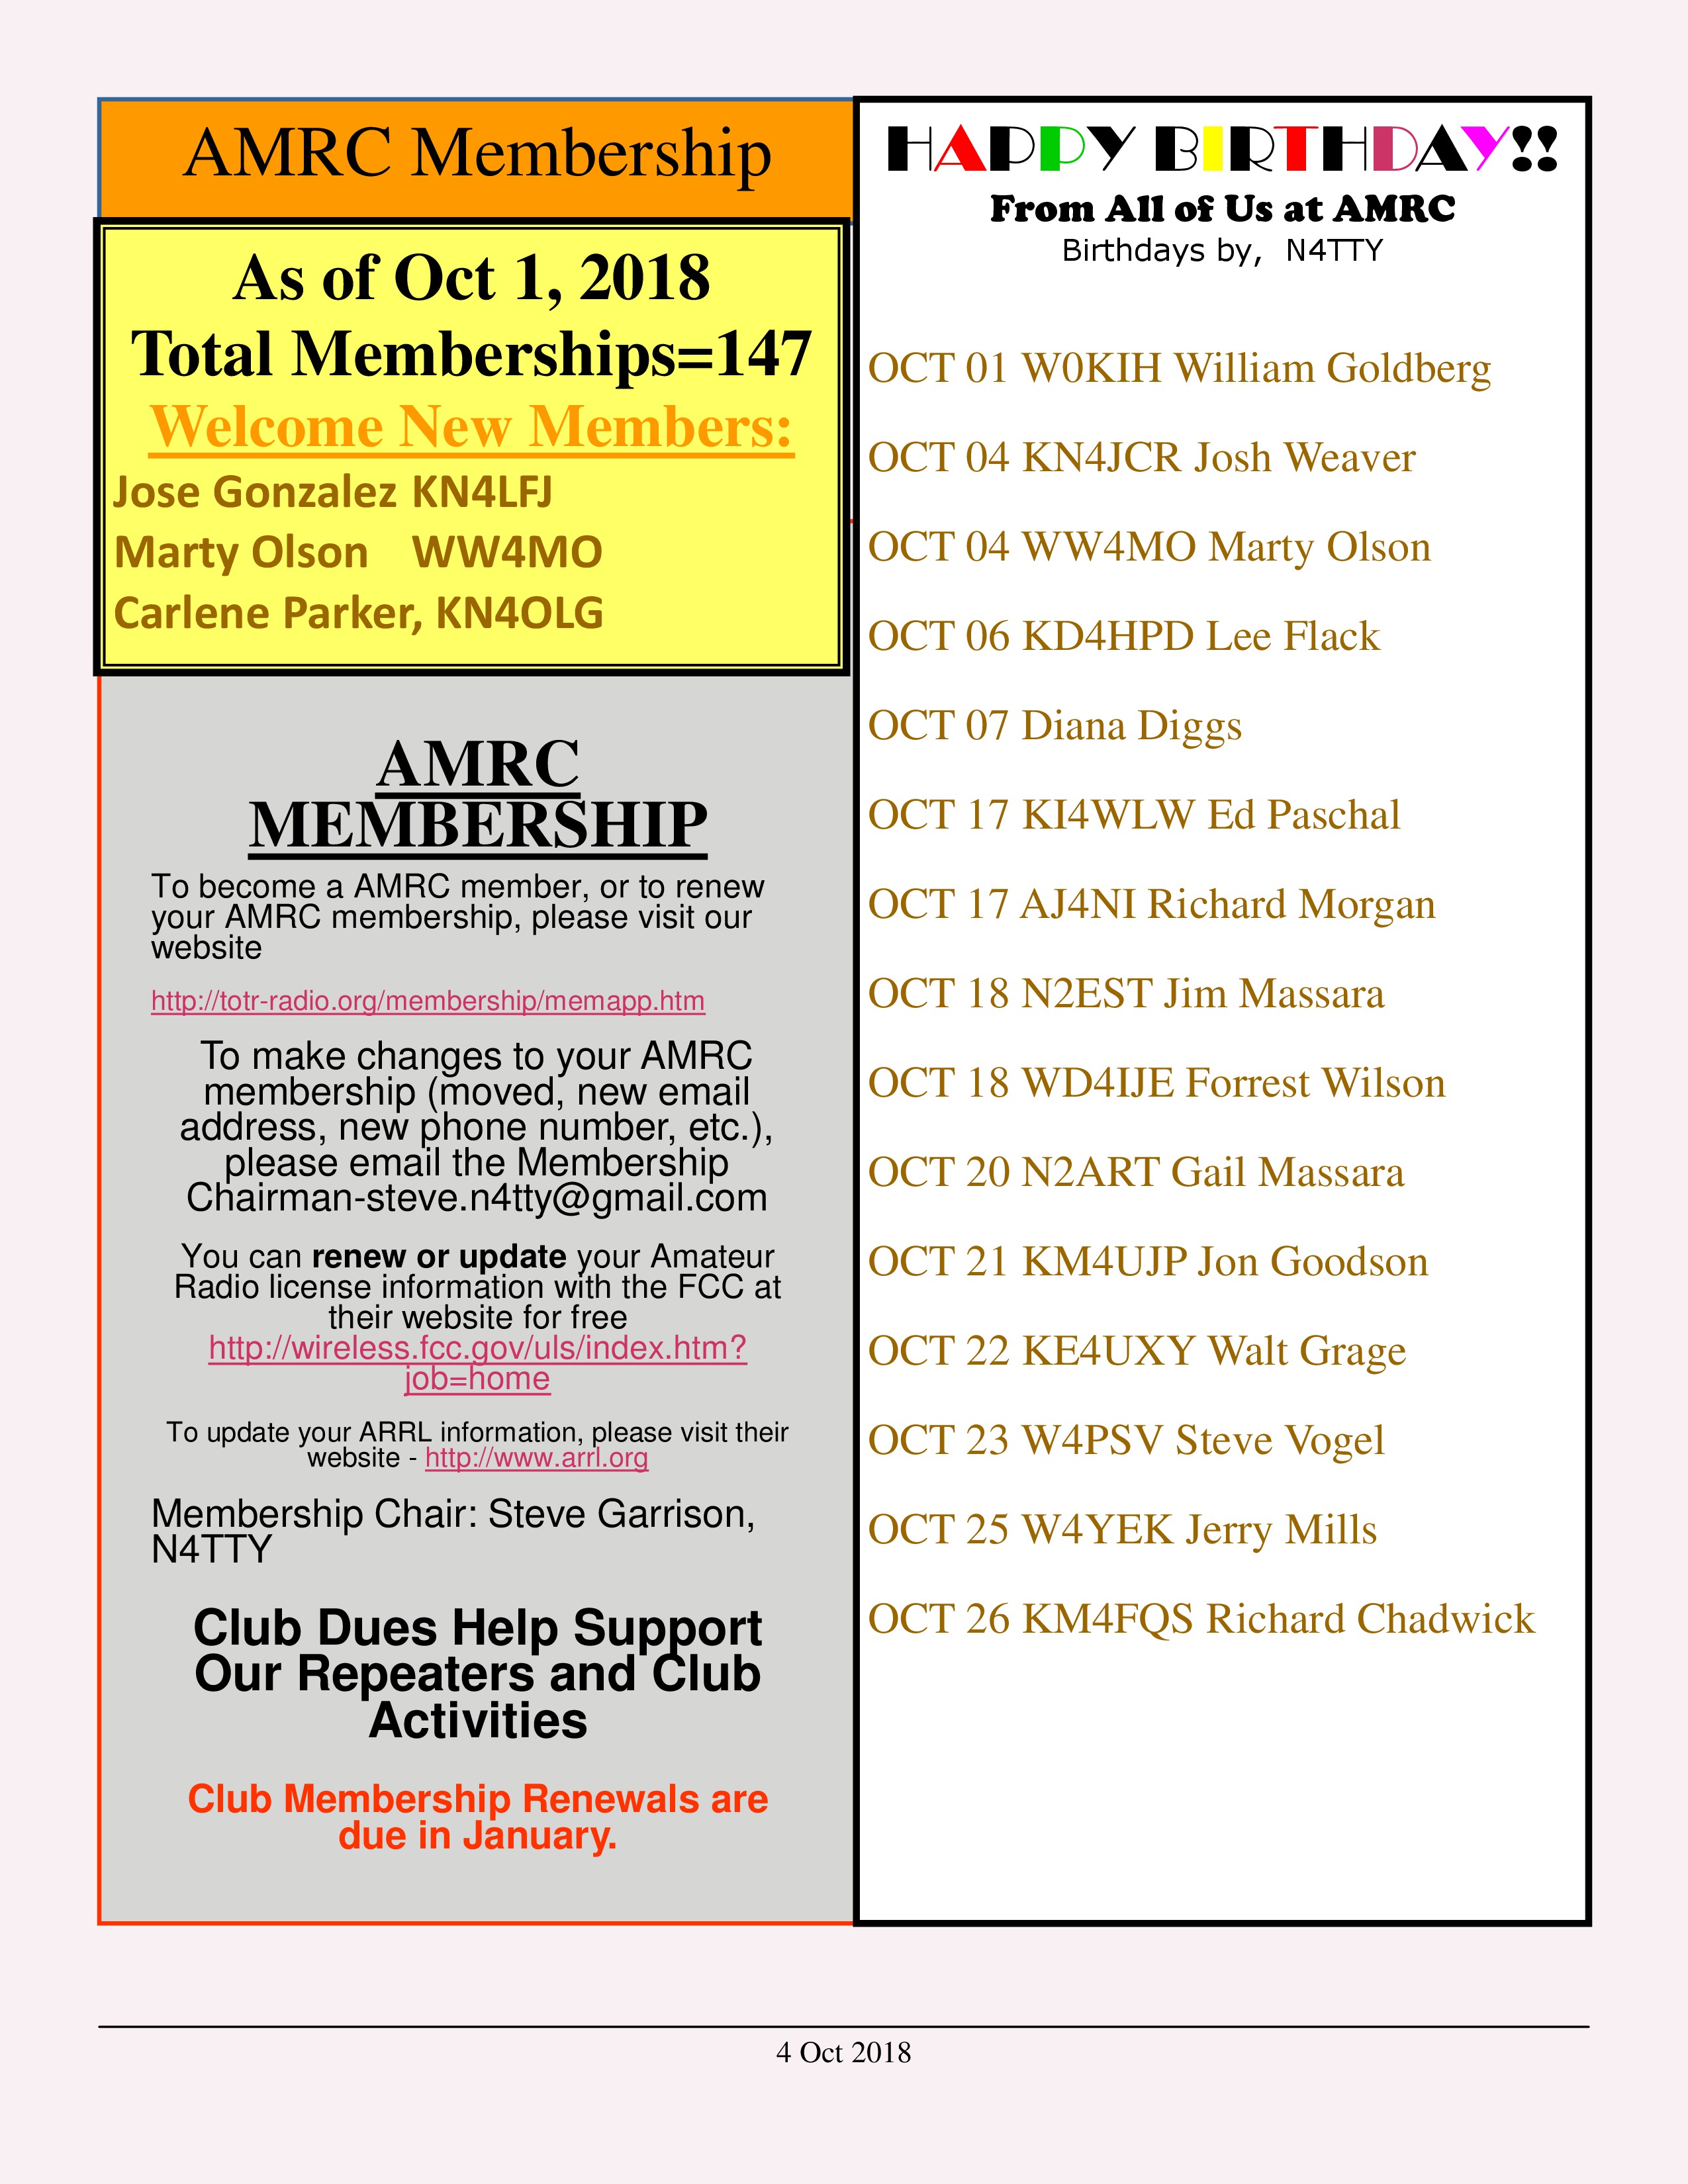 AMRC Membership
As of Oct 1, 2018
Total Memberships=147
Welcome New Members:
Jose Gonzalez KN4LFJ
Marty Olson WW4MO
Carlene Parker, KN4OLG
AMRC
MEMBERSHIP
To become a AMRC member, or to renew
your AMRC membership, please visit our
website
http://totr-radio.org/membership/memapp.htm
To make changes to your AMRC
membership (moved, new email
address, new phone number, etc.),
please email the Membership
Chairman-steve.n4tty@gmail.com
You can renew or update your Amateur
Radio license information with the FCC at
their website for free
http://wireless.fcc.gov/uls/index.htm?
job=home
To update your ARRL information, please visit their
website - http://www.arrl.org
Membership Chair: Steve Garrison,
N4TTY
Club Dues Help Support
Our Repeaters and Club
Activities
Club Membership Renewals are
due in January.
HAPPY BIRTHDAY!!
From All of Us at AMRC
Birthdays by, N4TTY
OCT 01 W0KIH William Goldberg
OCT 04 KN4JCR Josh Weaver
OCT 04 WW4MO Marty Olson
OCT 06 KD4HPD Lee Flack
OCT 07 Diana Diggs
OCT 17 KI4WLW Ed Paschal
OCT 17 AJ4NI Richard Morgan
OCT 18 N2EST Jim Massara
OCT 18 WD4IJE Forrest Wilson
OCT 20 N2ART Gail Massara
OCT 21 KM4UJP Jon Goodson
OCT 22 KE4UXY Walt Grage
OCT 23 W4PSV Steve Vogel
OCT 25 W4YEK Jerry Mills
OCT 26 KM4FQS Richard Chadwick
4 Oct 2018